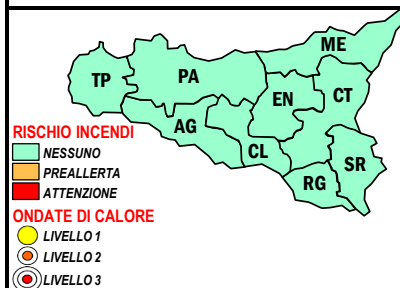 ME
TP
PA
EN
CT
AG
CL
SR
RG
RISCHIO INCENDI
NESSUNO
PREALLERTA
ATTENZIONE
ONDATE DI CALORE
LIVELLO 1
LIVELLO 2
LIVELLO 3